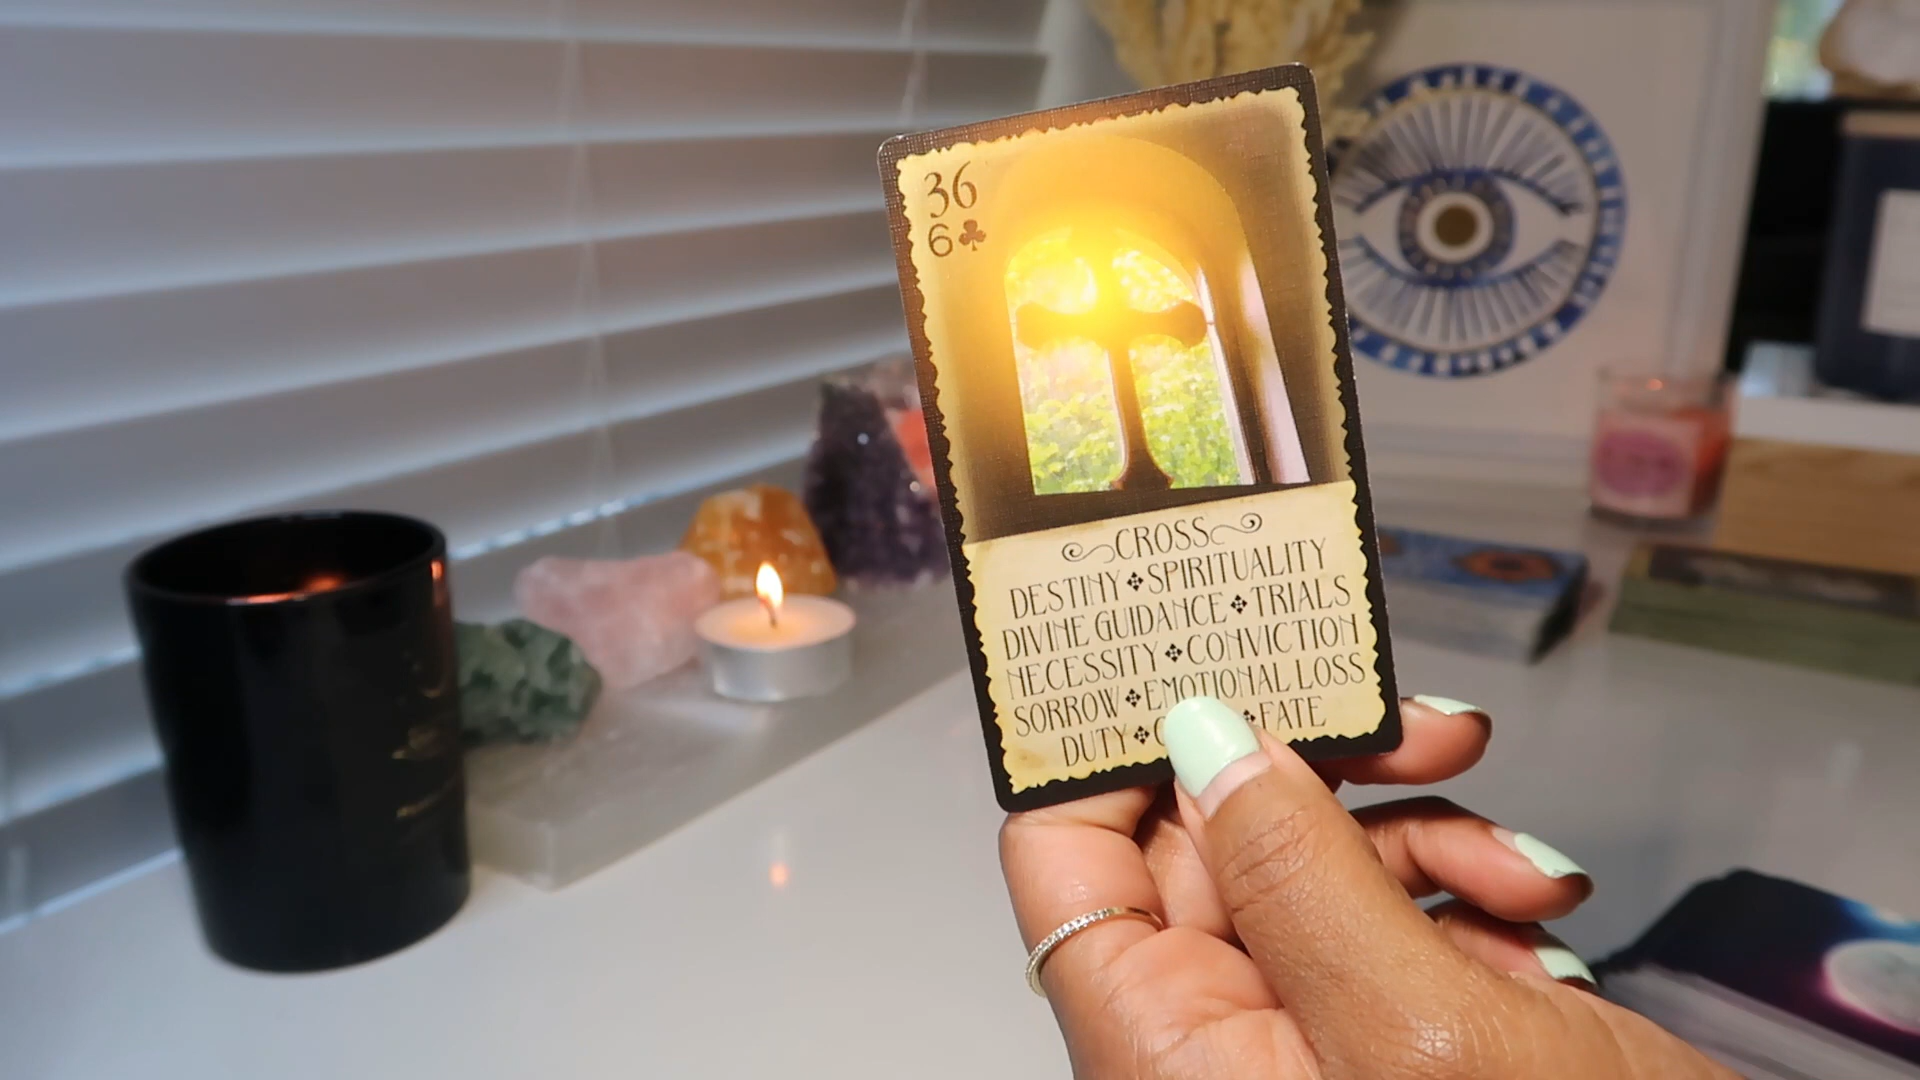 36
6♣
CROSS
DESTINY ✤ SPIRITUALITY
DIVINE GUIDANCE ✤ TRIALS
NECESSITY ✤ CONVICTION
SORROW ✤ EMOTIONAL LOSS
DUTY ✤ ✤ FATE